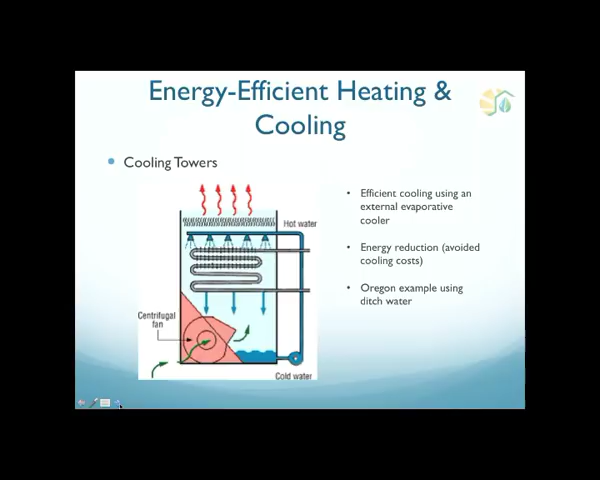 Energy-Efficient Heating &
Cooling
• Cooling Towers
Hot water
Centrifugal
fan
Cold water
• Efficient cooling using an
external evaporative
cooler
• Energy reduction (avoided
cooling costs)
• Oregon example using
ditch water